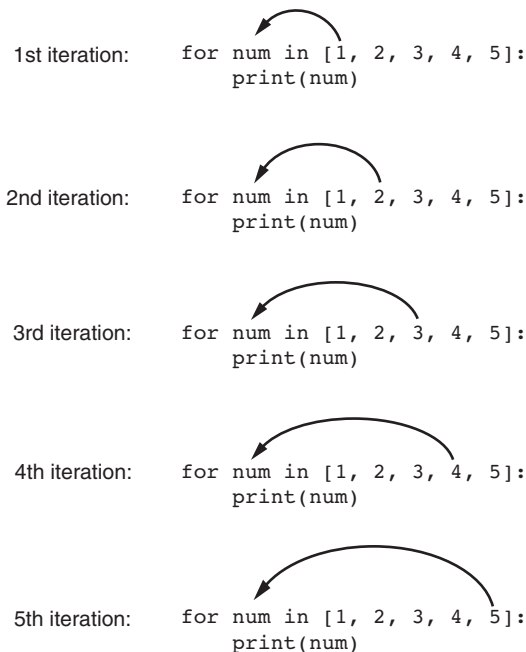 1st iteration: for num in [1, 2, 3, 4, 5]:
print(num)
2nd iteration: for num in [1, 2, 3, 4, 5]:
print(num)
3rd iteration: for num in [1, 2, 3, 4, 5]:
print(num)
4th iteration: for num in [1, 2, 3, 4, 5]:
print(num)
5th iteration: for num in [1, 2, 3, 4, 5]:
print(num)